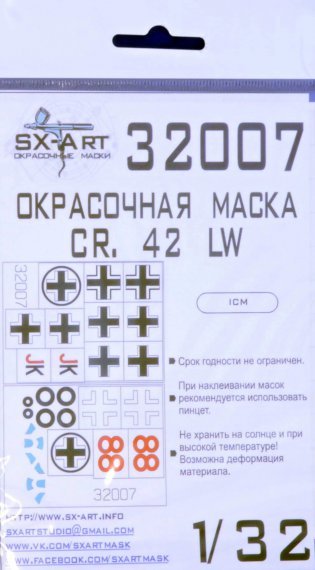 SX-ART
ОКРАСОЧНЫЕ МАСКИ
32007
ОКРАСОЧНАЯ МАСКА
CR. 42 LW
32007
JK JK
88 88
32007
ICM
Срок годности не ограничен.
При наклеивании масок
рекомендуется использовать
пинцет.
Не хранить на солнце и при
высокой температуре!
Возможна деформация
материала.
HTTP://WWW.SX-ART.INFO
SXARTSTUDIO@GMAIL.COM
WWW.VK.COM/SXARTMASK
WWW.FACEBOOK.COM/SXARTMASK
1/32